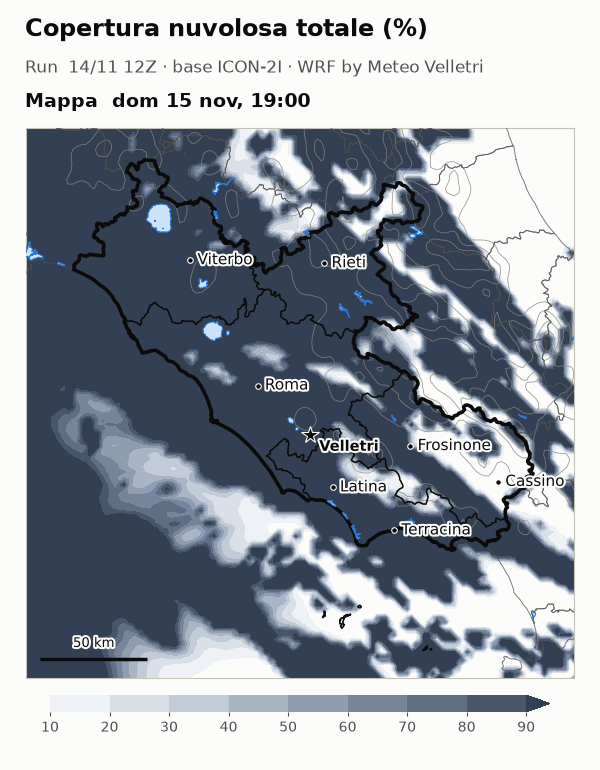 Copertura nuvolosa totale (%)
Run 14/11 12Z · base ICON-2I · WRF by Meteo Velletri
Mappa dom 15 nov, 19:00
Viterbo
Rieti
Roma
Velletri
Frosinone
Latina
Cassino
Terracina
50 km
10 20 30 40 50 60 70 80 90